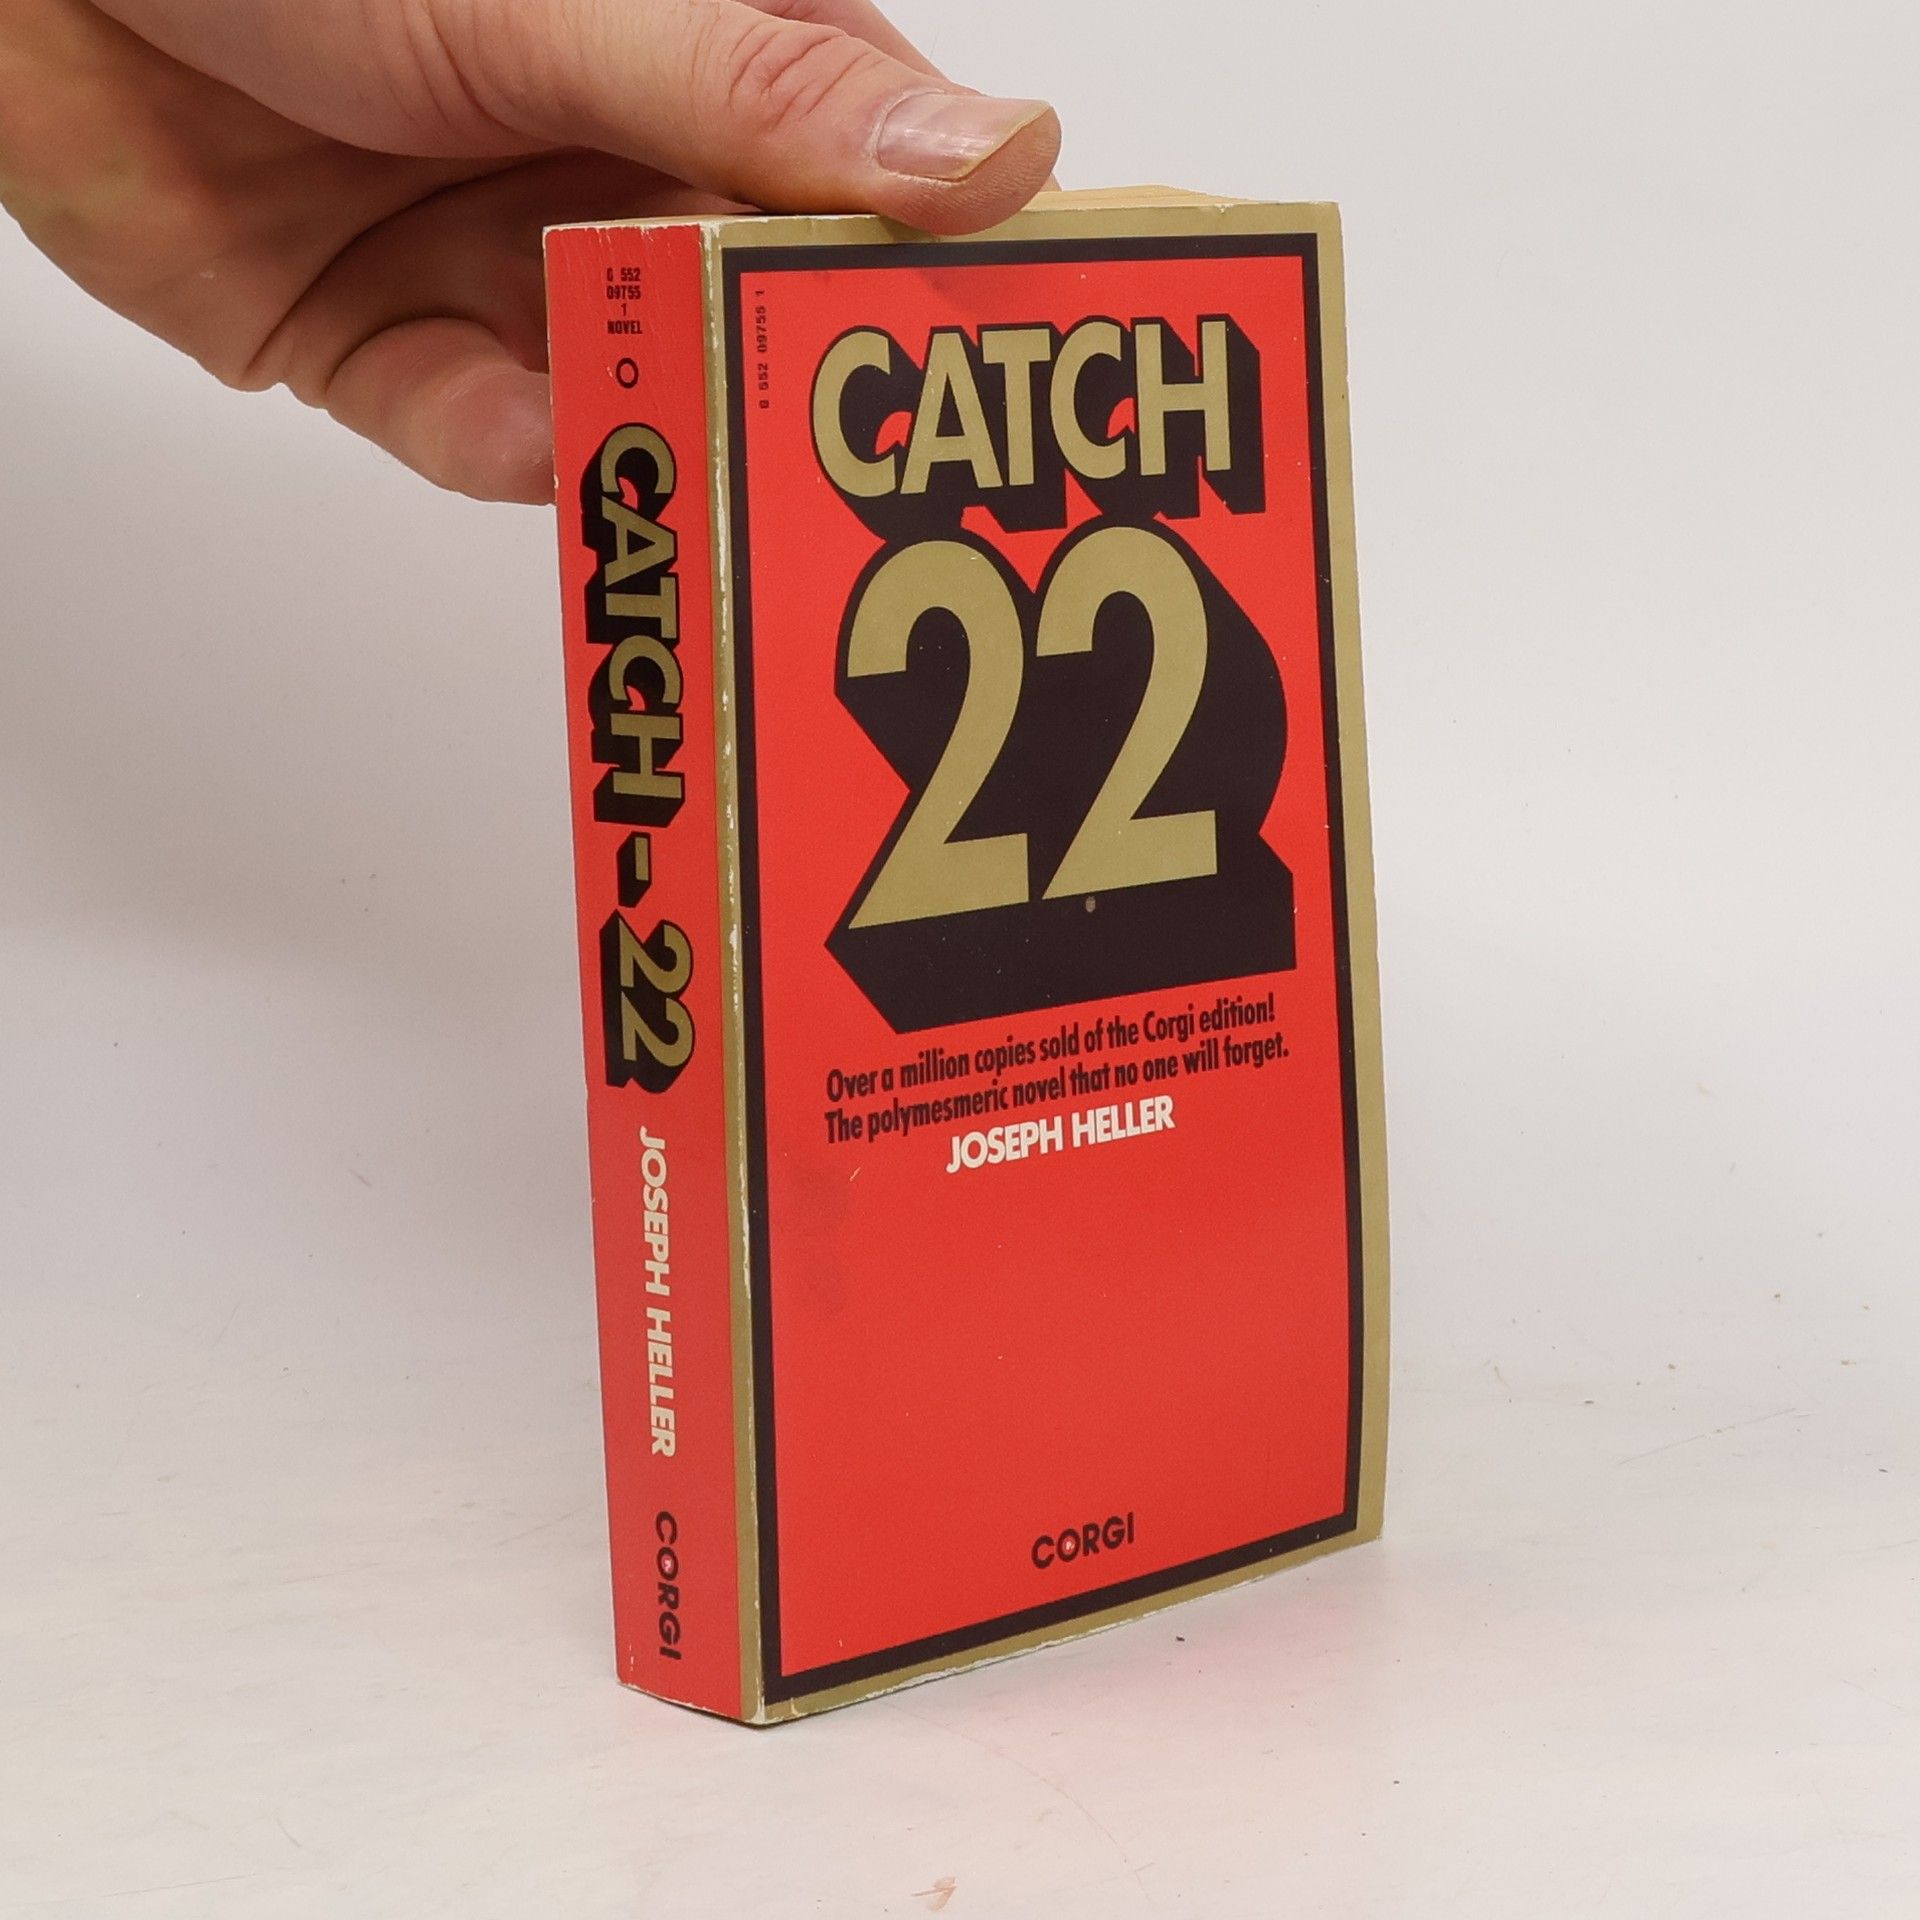 0 552
09755
1
NOVEL
CATCH-22
JOSEPH HELLER
CORGI
0 552 09755 1
CATCH
22
Over a million copies sold of the Corgi edition!
The polymesmeric novel that no one will forget.
JOSEPH HELLER
CORGI